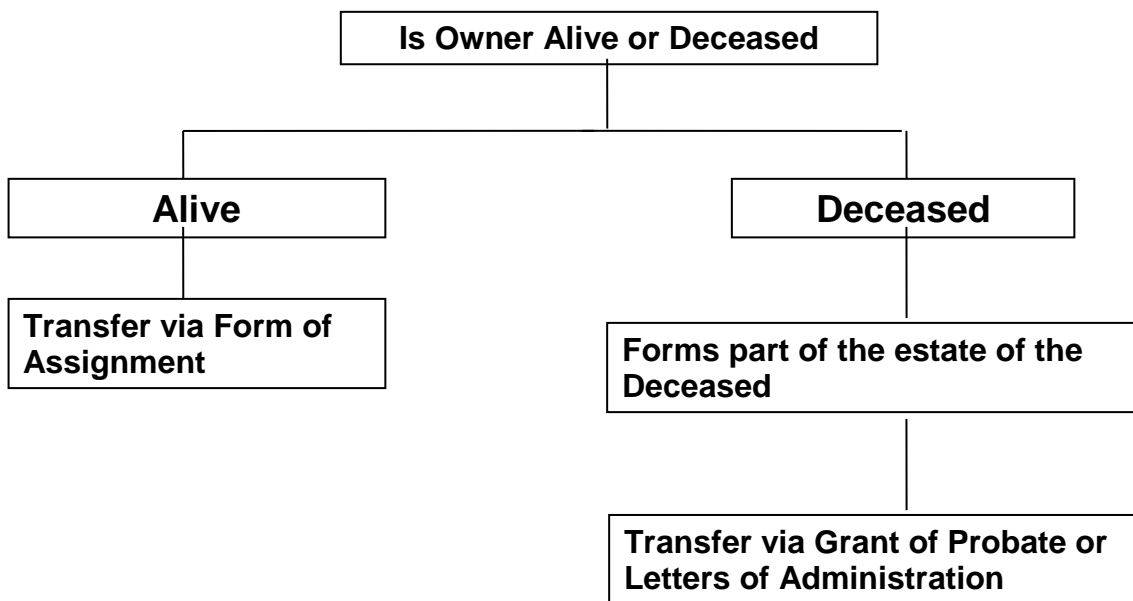 Is Owner Alive or Deceased
Alive
Deceased
Transfer via Form of
Assignment
Forms part of the estate of the
Deceased
Transfer via Grant of Probate or
Letters of Administration